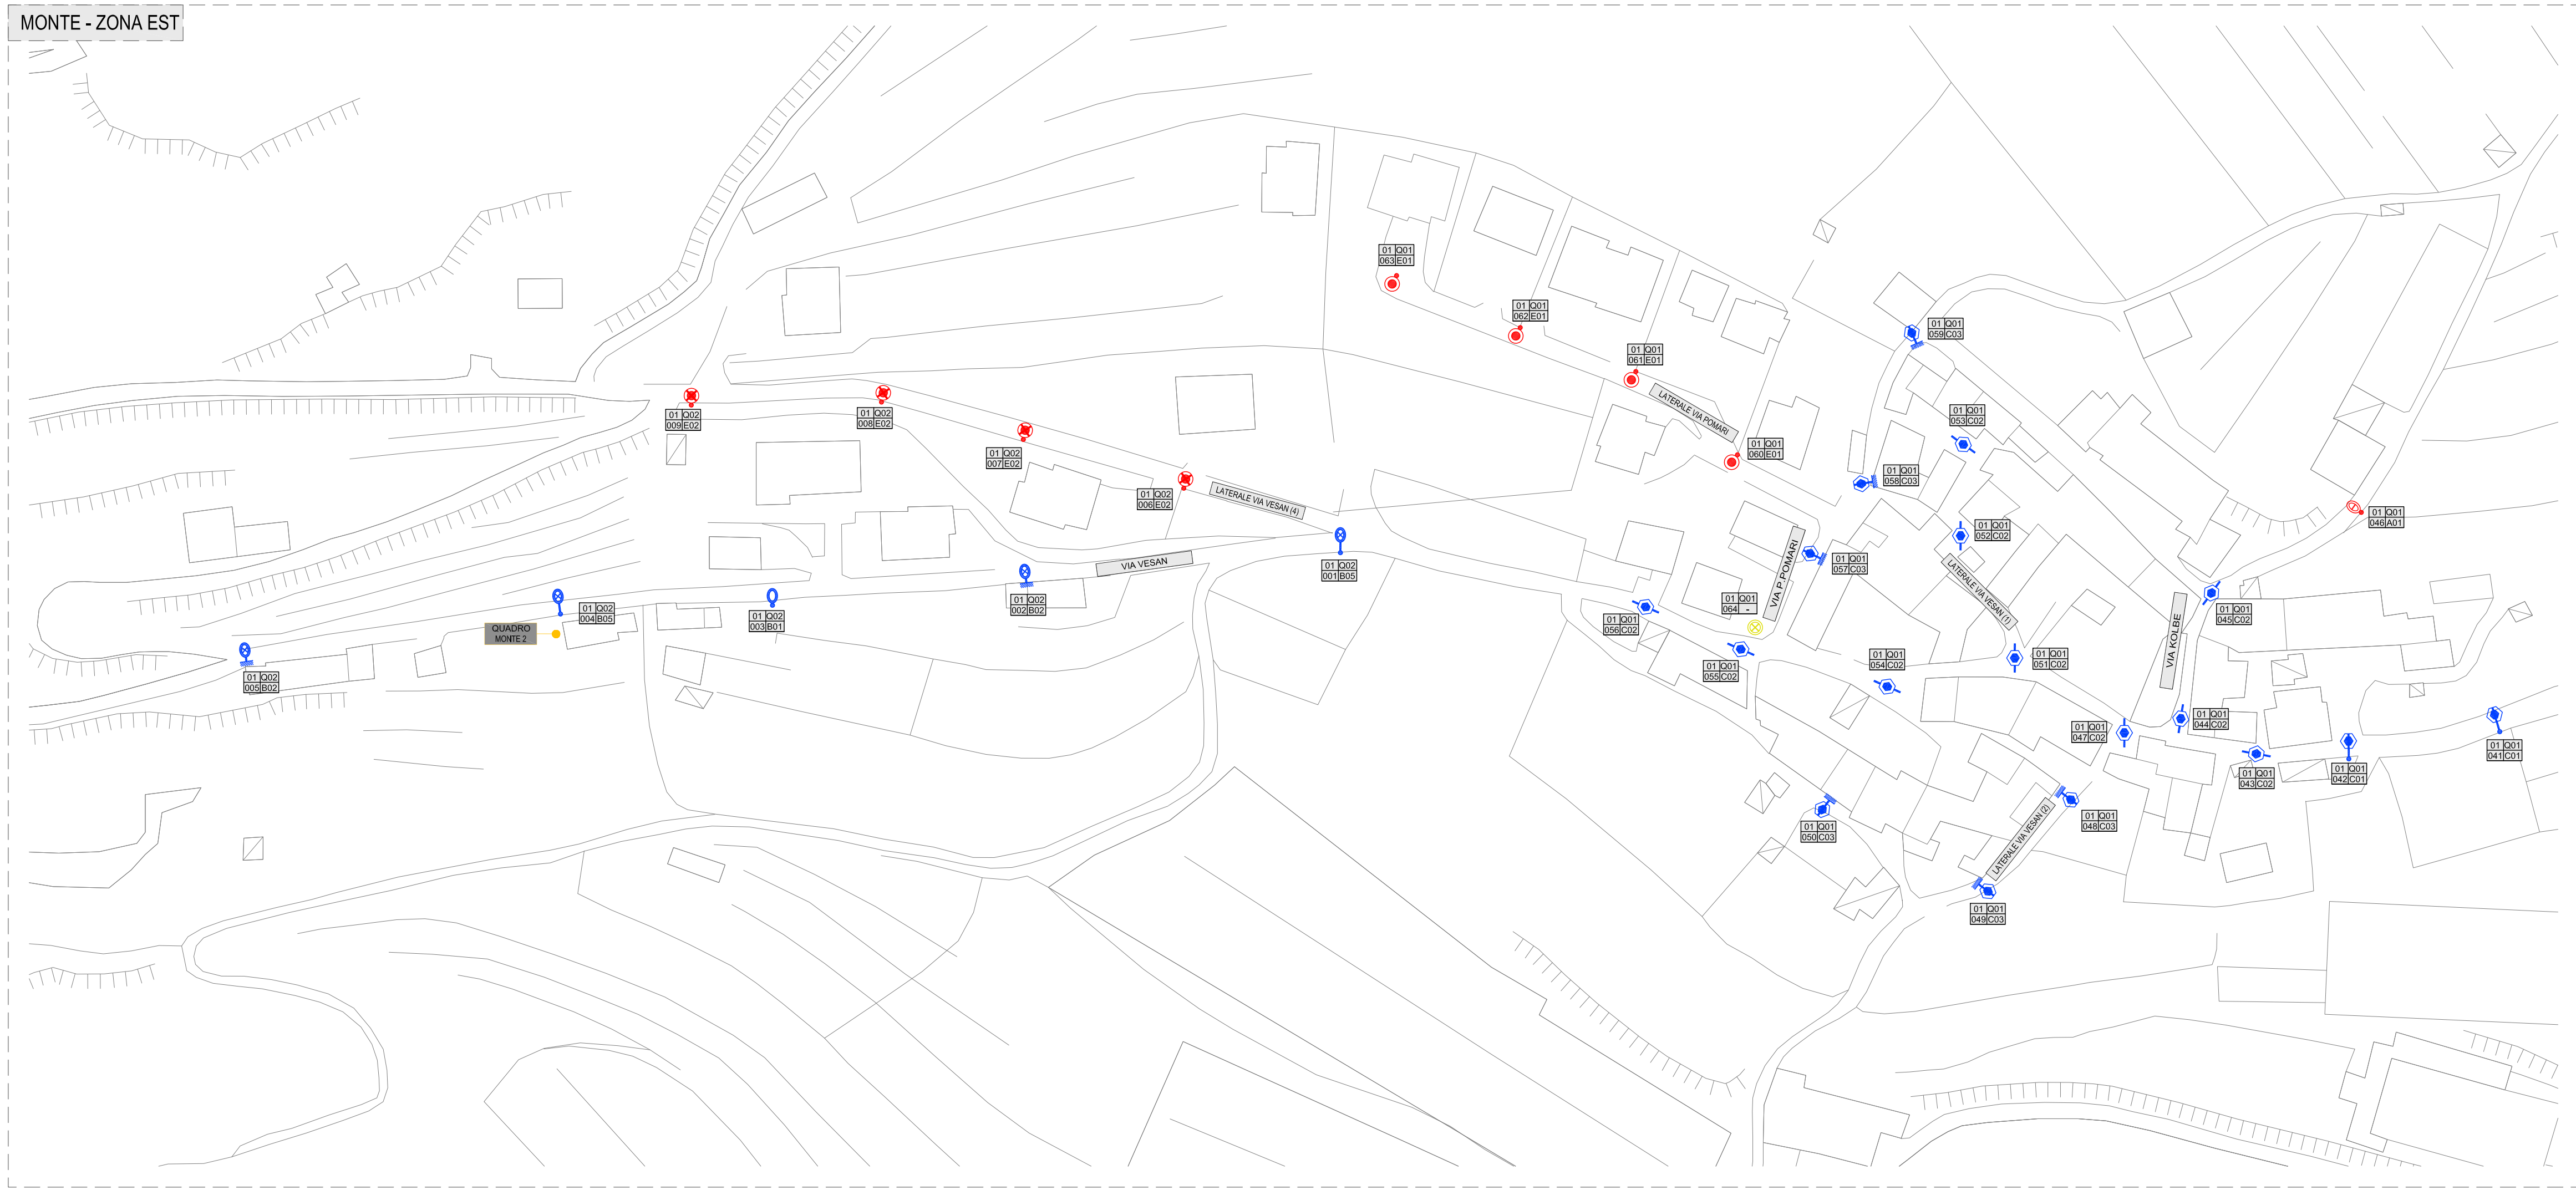 MONTE - ZONA EST
01 Q01
063 E01
01 Q01
062 E01
01 Q01
061 E01
LATERALE VIA POMARI
01 Q01
060 E01
01 Q01
059 C03
01 Q01
053 C02
01 Q01
058 C03
01 Q01
052 C02
01 Q01
046 A01
01 Q02
009 E02
01 Q02
008 E02
01 Q02
007 E02
01 Q02
006 E02
LATERALE VIA VESAN (4)
VIA VESAN
01 Q02
001 B05
01 Q02
002 B02
01 Q02
003 B01
01 Q02
004 B05
QUADRO
MONTE 2
01 Q02
005 B02
VIA P.POMARI
01 Q01
057 C03
01 Q01
064 -
01 Q01
056 C02
01 Q01
055 C02
01 Q01
054 C02
LATERALE VIA VESAN (1)
01 Q01
051 C02
VIA KOLBE
01 Q01
045 C02
01 Q01
044 C02
01 Q01
047 C02
01 Q01
043 C02
01 Q01
042 C01
01 Q01
041 C01
01 Q01
050 C03
LATERALE VIA VESAN (2)
01 Q01
048 C03
01 Q01
049 C03